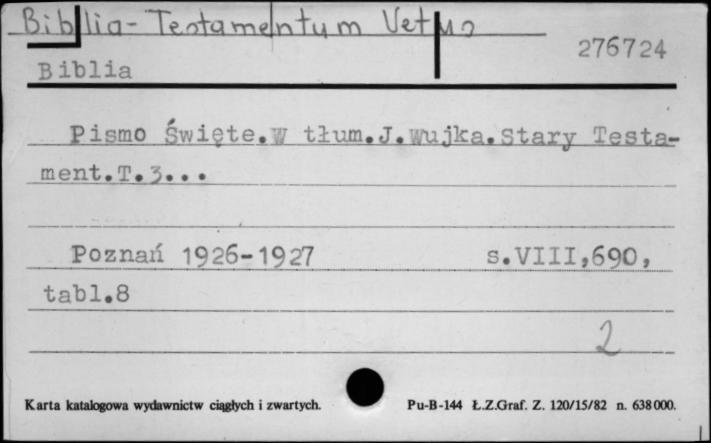 Biblia - Testamentum Vetus
276724
Biblia
Pismo Święte.W tłum.J.Wujka.Stary Testa-
ment.T.3...
Poznań 1926-1927 s.VIII,690,
tabl.8
2
Karta katalogowa wydawnictw ciągłych i zwartych. Pu-B-144 Ł.Z.Graf. Z. 120/15/82 n. 638000.